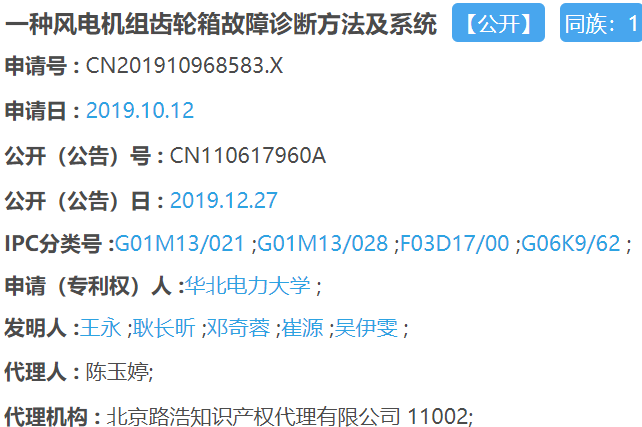 一种风电机组齿轮箱故障诊断方法及系统 【公开】 同族：1
申请号 : CN201910968583.X
申请日 : 2019.10.12
公开（公告）号 : CN110617960A
公开（公告）日 : 2019.12.27
IPC分类号 :G01M13/021 ;G01M13/028 ;F03D17/00 ;G06K9/62 ;
申请（专利权）人 :华北电力大学 ;
发明人 :王永 ;耿长昕 ;邓奇蓉 ;崔源 ;吴伊雯 ;
代理人 : 陈玉婷;
代理机构 : 北京路浩知识产权代理有限公司 11002;